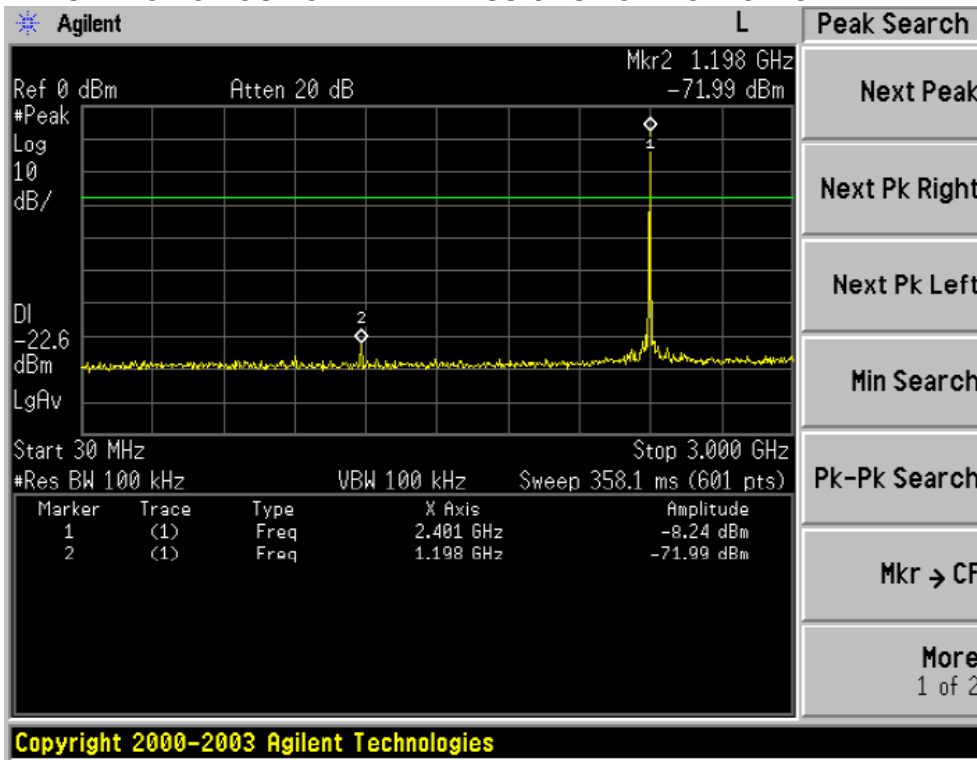 Agilent
L
Peak Search
Mkr2 1.198 GHz
Ref 0 dBm Atten 20 dB -71.99 dBm
#Peak
Log
10
dB/
1
2
DI
-22.6
dBm
LgAv
Start 30 MHz Stop 3.000 GHz
#Res BW 100 kHz VBW 100 kHz Sweep 358.1 ms (601 pts)
Marker Trace Type X Axis Amplitude
1 (1) Freq 2.401 GHz -8.24 dBm
2 (1) Freq 1.198 GHz -71.99 dBm
Next Peak
Next Pk Right
Next Pk Left
Min Search
Pk-Pk Search
Mkr → CF
More
1 of 2
Copyright 2000-2003 Agilent Technologies